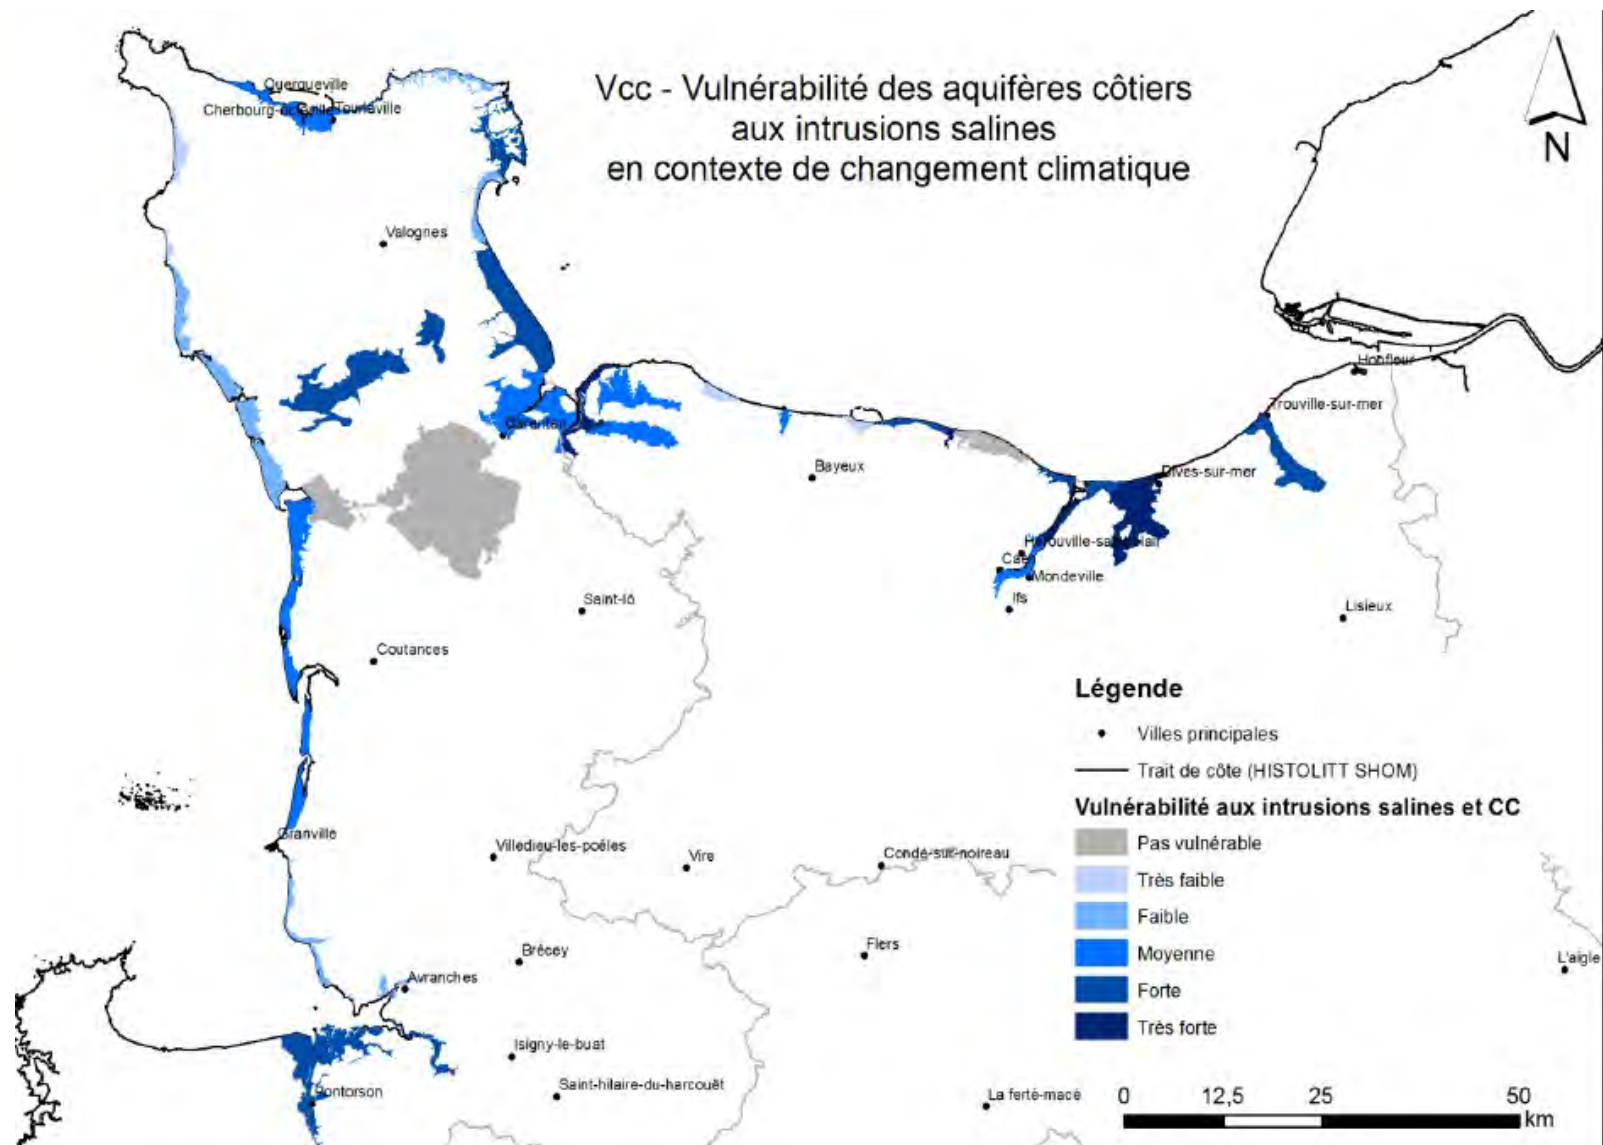 Vcc - Vulnérabilité des aquifères côtiers
aux intrusions salines
en contexte de changement climatique
N
Querqueville
Tourlaville
Valognes
Honfleur
Trouville-sur-mer
Carentan
Bayeux
Dives-sur-mer
Mondeville
Ifs
Saint-lô
Lisieux
Coutances
Granville
Villedieu-les-poêles
Vire
Condé-sur-noireau
Brécey
Flers
L'aigle
Avranches
Isigny-le-buat
Pontorson
Saint-hilaire-du-harcouët
La ferté-macé
Légende
Villes principales
Trait de côte (HISTOLITT SHOM)
Vulnérabilité aux intrusions salines et CC
Pas vulnérable
Très faible
Faible
Moyenne
Forte
Très forte
0 12,5 25 50
km